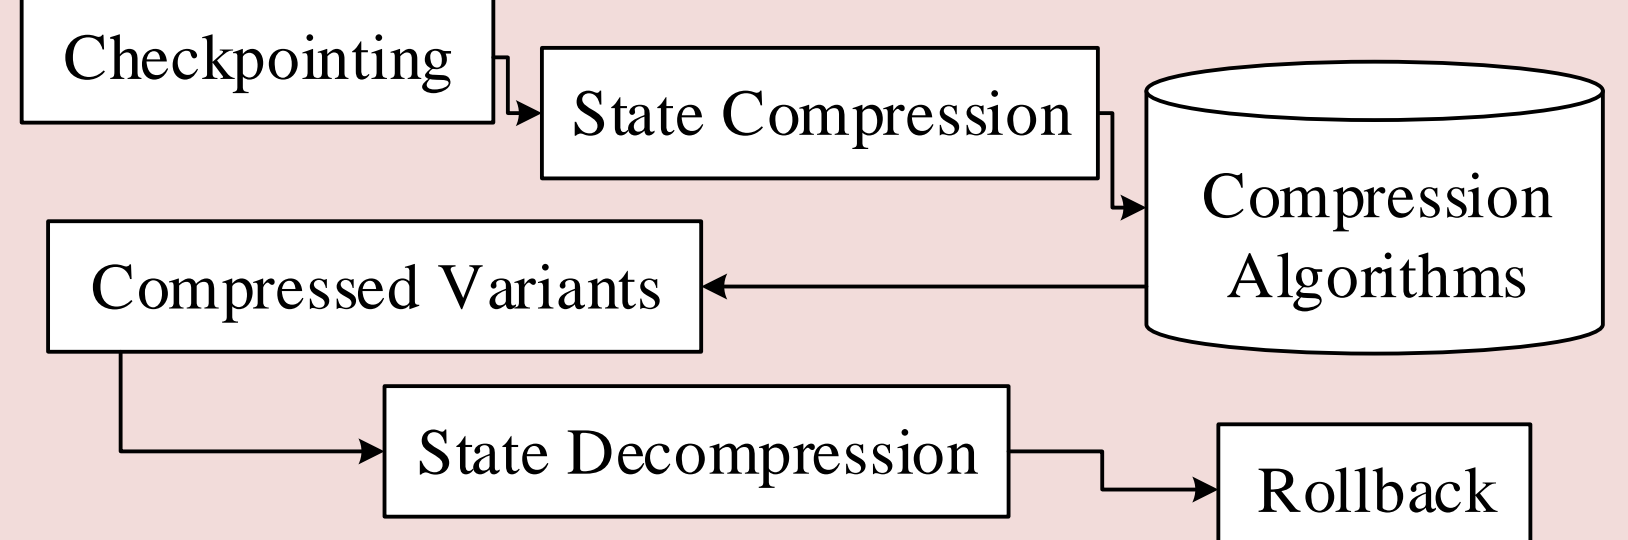 Checkpointing
State Compression
Compression
Algorithms
Compressed Variants
State Decompression
Rollback